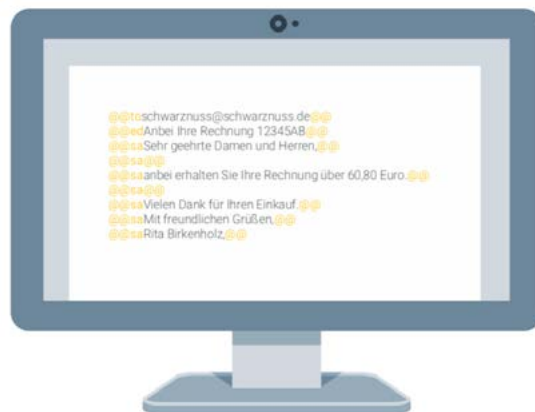 @@toschwarznuss@schwarznuss.de@@
@@edAnbei Ihre Rechnung 12345AB@@
@@saSehr geehrte Damen und Herren,@@
@@sa@@
@@saanbei erhalten Sie Ihre Rechnung über 60,80 Euro.@@
@@sa@@
@@saVielen Dank für Ihren Einkauf.@@
@@saMit freundlichen Grüßen,@@
@@saRita Birkenholz,@@